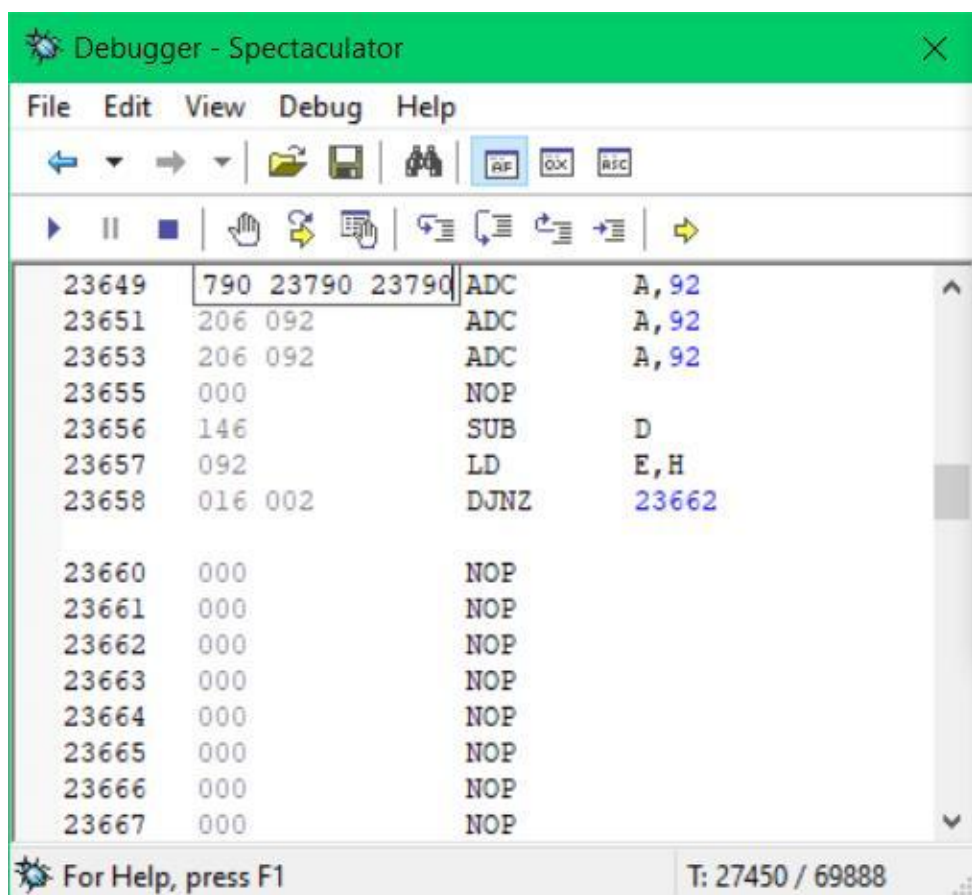 Debugger - Spectaculator
File Edit View Debug Help
AF 0X ASC
23649 790 23790 23790 ADC A,92
23651 206 092 ADC A,92
23653 206 092 ADC A,92
23655 000 NOP
23656 146 SUB D
23657 092 LD E,H
23658 016 002 DJNZ 23662
23660 000 NOP
23661 000 NOP
23662 000 NOP
23663 000 NOP
23664 000 NOP
23665 000 NOP
23666 000 NOP
23667 000 NOP
For Help, press F1 T: 27450 / 69888